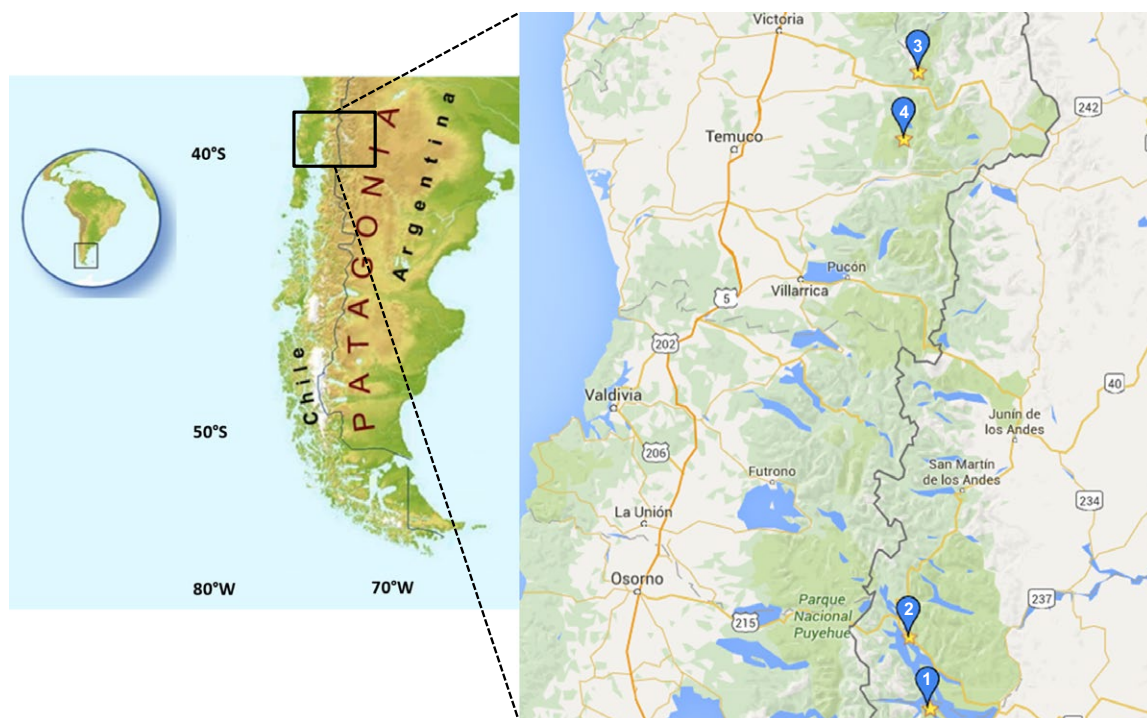 40°S
50°S
80°W
70°W
Chile
PATAGONIA
Argentina
Victoria
3
4
242
Temuco
Pucón
Villarrica
5
202
40
Valdivia
Junín de
los Andes
206
San Martín
de los Andes
Futrono
234
La Unión
Osorno
Parque
Nacional
Puyehue
237
215
2
1